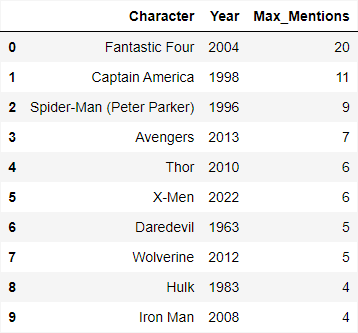 Character Year Max_Mentions
0 Fantastic Four 2004 20
1 Captain America 1998 11
2 Spider-Man (Peter Parker) 1996 9
3 Avengers 2013 7
4 Thor 2010 6
5 X-Men 2022 6
6 Daredevil 1963 5
7 Wolverine 2012 5
8 Hulk 1983 4
9 Iron Man 2008 4